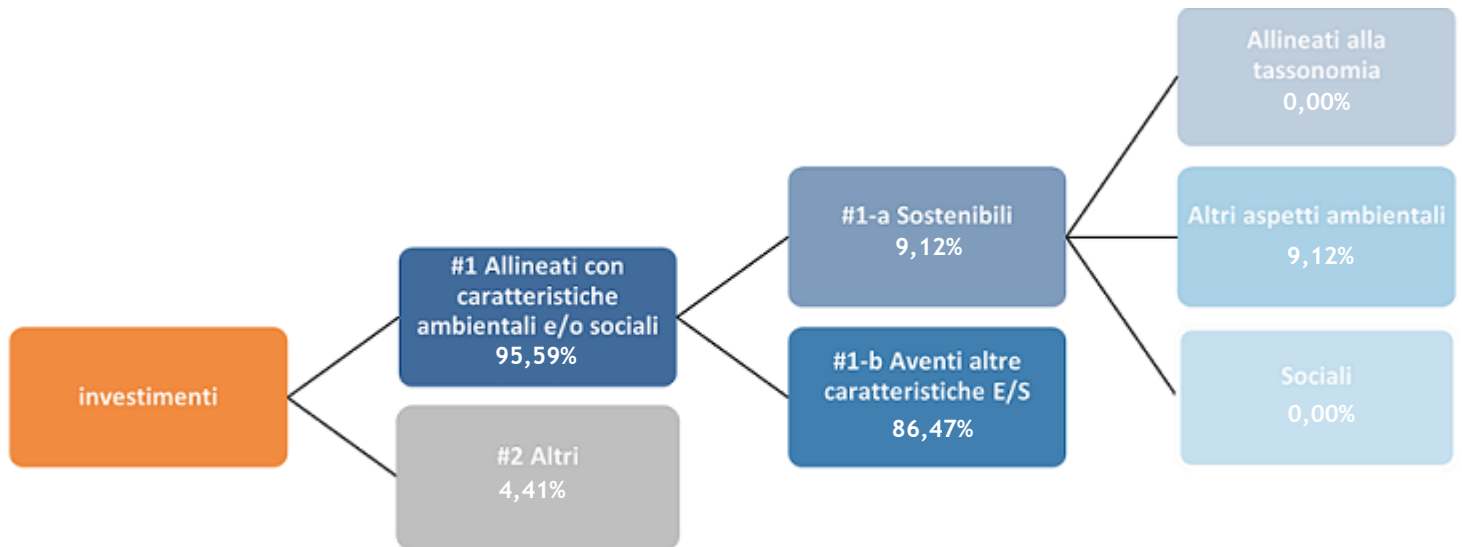 investimenti
#1 Allineati con
caratteristiche
ambientali e/o sociali
95,59%
#2 Altri
4,41%
#1-a Sostenibili
9,12%
#1-b Aventi altre
caratteristiche E/S
86,47%
Allineati alla
tassonomia
0,00%
Altri aspetti ambientali
9,12%
Sociali
0,00%